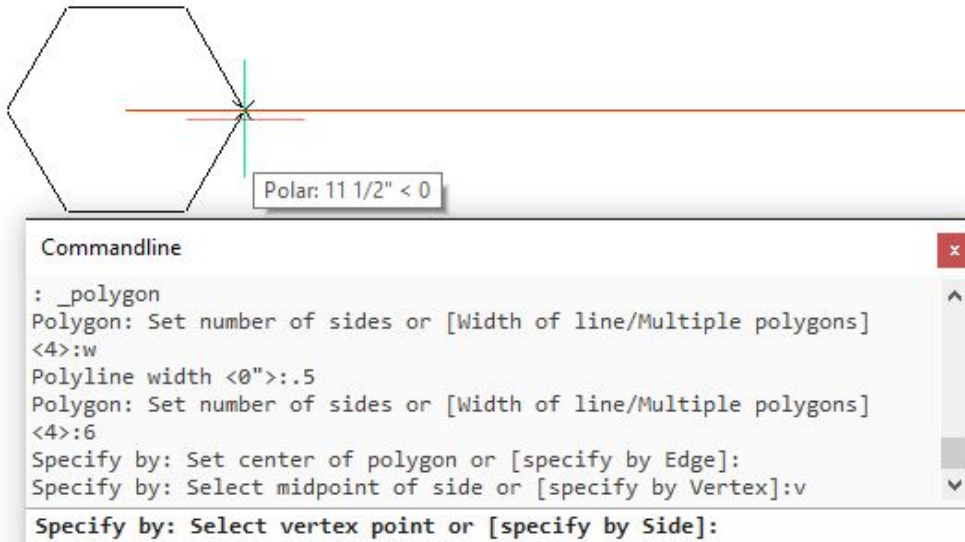 Polar: 11 1/2" < 0
Commandline
x
: _polygon
Polygon: Set number of sides or [Width of line/Multiple polygons]
<4>:w
Polyline width <0">:.5
Polygon: Set number of sides or [Width of line/Multiple polygons]
<4>:6
Specify by: Set center of polygon or [specify by Edge]:
Specify by: Select midpoint of side or [specify by Vertex]:v
Specify by: Select vertex point or [specify by Side]: